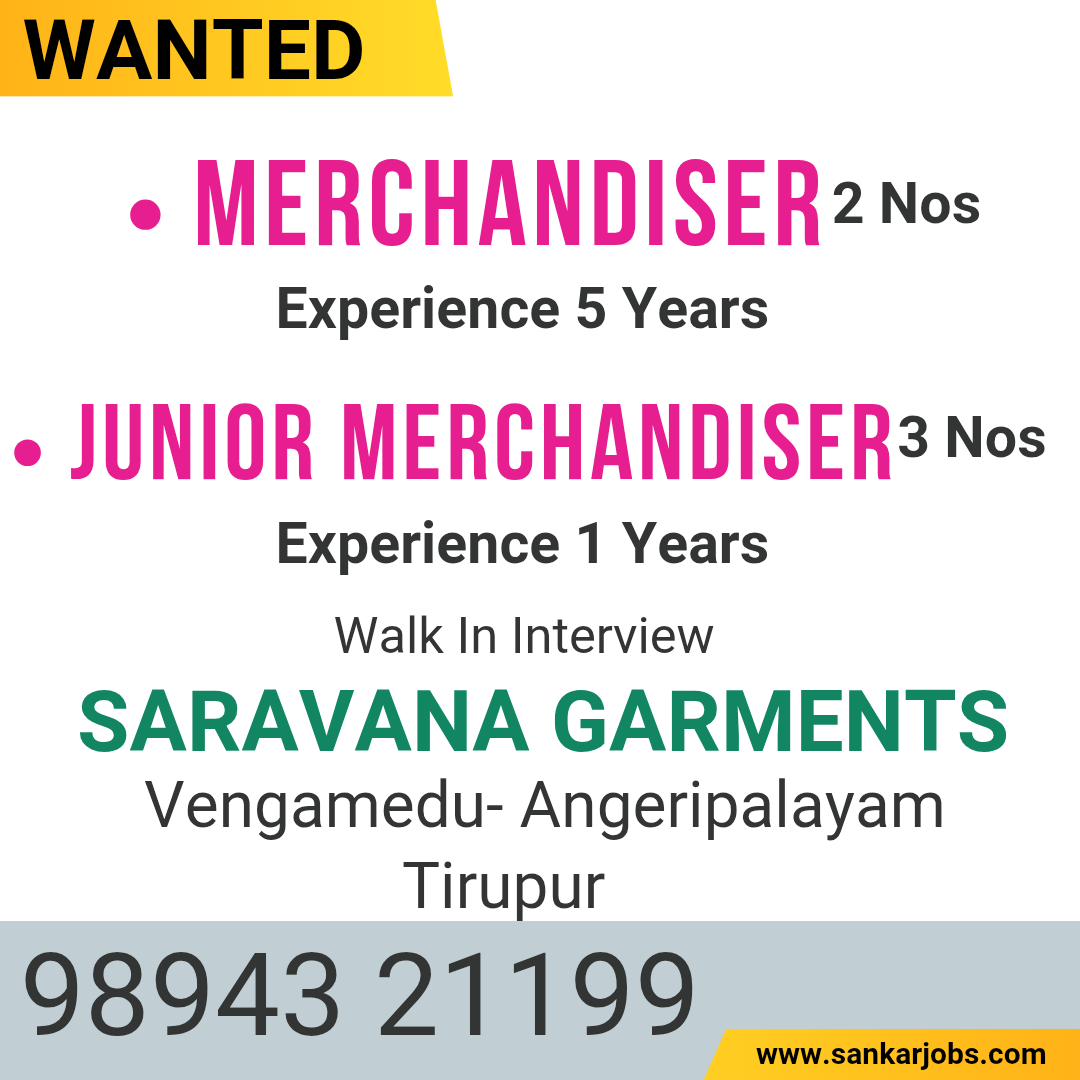 WANTED
• MERCHANDISER 2 Nos
Experience 5 Years
• JUNIOR MERCHANDISER 3 Nos
Experience 1 Years
Walk In Interview
SARAVANA GARMENTS
Vengamedu- Angeripalayam
Tirupur
98943 21199
www.sankarjobs.com